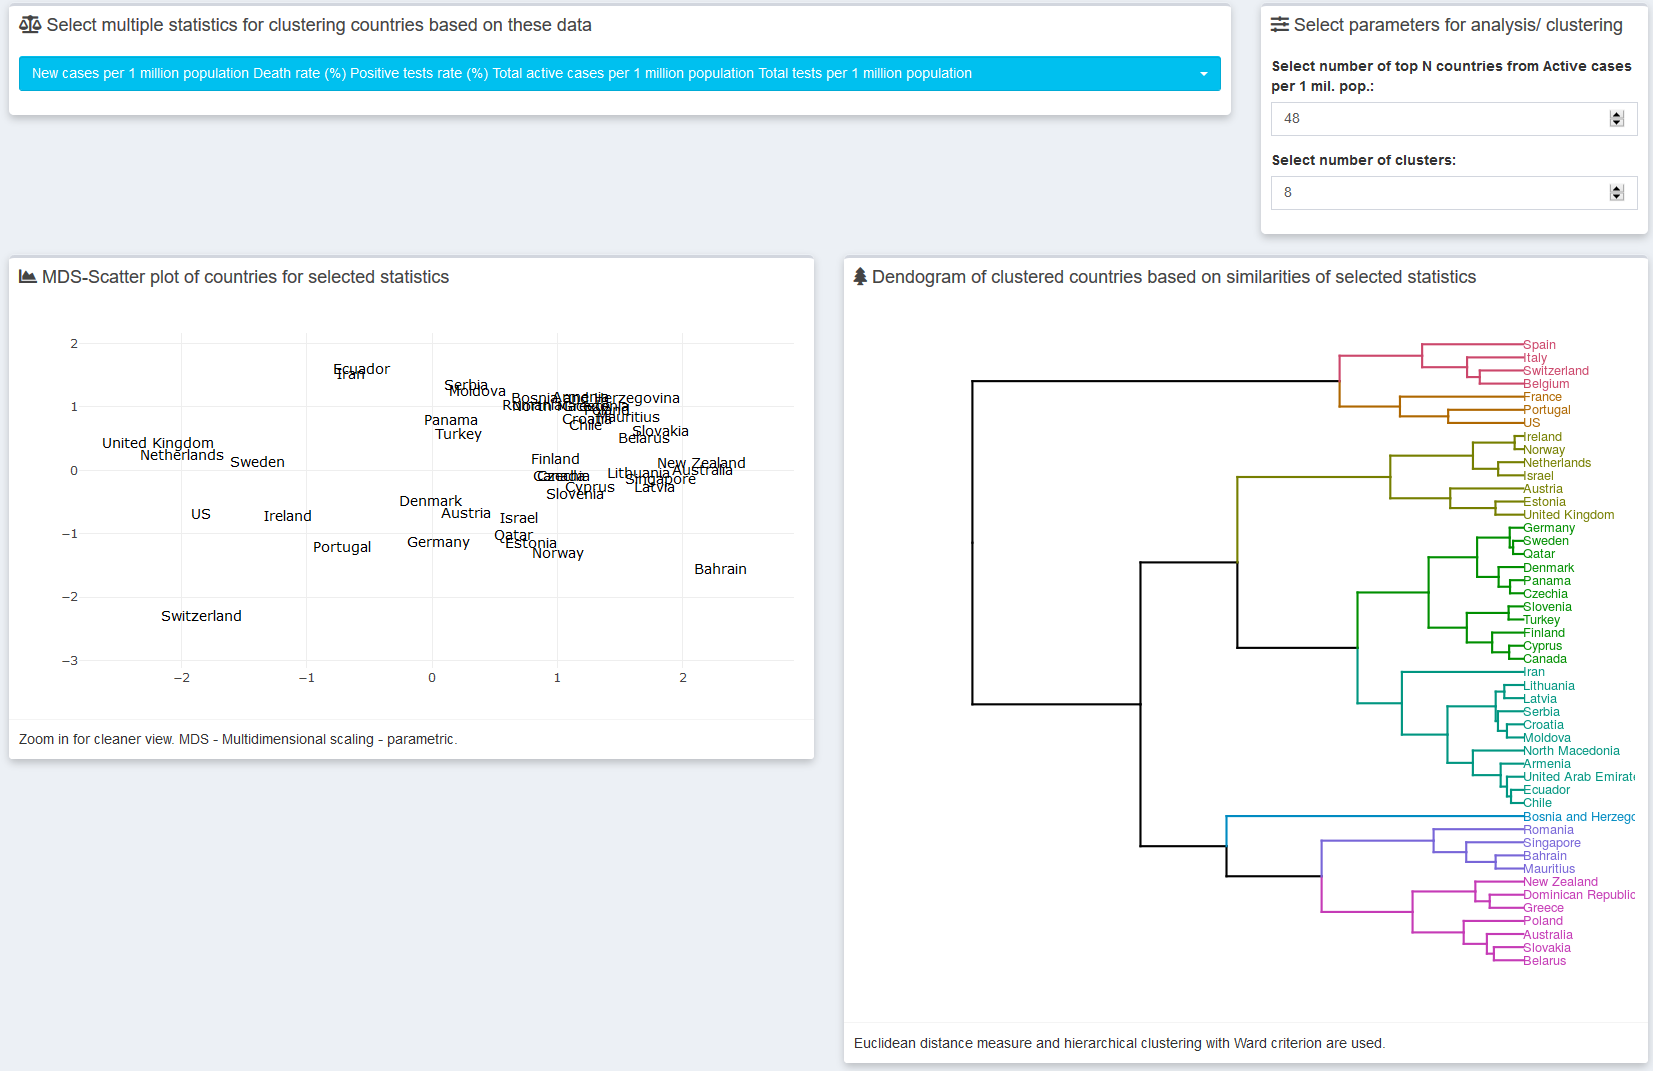 Select multiple statistics for clustering countries based on these data
New cases per 1 million population Death rate (%) Positive tests rate (%) Total active cases per 1 million population Total tests per 1 million population
Select parameters for analysis/ clustering
Select number of top N countries from Active cases
per 1 mil. pop.:
48
Select number of clusters:
8
MDS-Scatter plot of countries for selected statistics
2
1
0
−1
−2
−3
−2
−1
0
1
2
Ecuador
Iran
Serbia
Moldova
Bosnia and Herzegovina
Armenia
North Macedonia
Poland
Mauritius
Croatia
Chile
Panama
Turkey
Slovakia
Belarus
United Kingdom
Netherlands
Sweden
Finland
New Zealand
Australia
Lithuania
Singapore
Canada
Czechia
Cyprus
Latvia
Slovenia
Denmark
Austria
Israel
US
Ireland
Qatar
Estonia
Portugal
Germany
Norway
Bahrain
Switzerland
Zoom in for cleaner view. MDS - Multidimensional scaling - parametric.
Dendogram of clustered countries based on similarities of selected statistics
Spain
Italy
Switzerland
Belgium
France
Portugal
US
Ireland
Norway
Netherlands
Israel
Austria
Estonia
United Kingdom
Germany
Sweden
Qatar
Denmark
Panama
Czechia
Slovenia
Turkey
Finland
Cyprus
Canada
Iran
Lithuania
Latvia
Serbia
Croatia
Moldova
North Macedonia
Armenia
United Arab Emirat
Ecuador
Chile
Bosnia and Herzego
Romania
Singapore
Bahrain
Mauritius
New Zealand
Dominican Republic
Greece
Poland
Australia
Slovakia
Belarus
Euclidean distance measure and hierarchical clustering with Ward criterion are used.